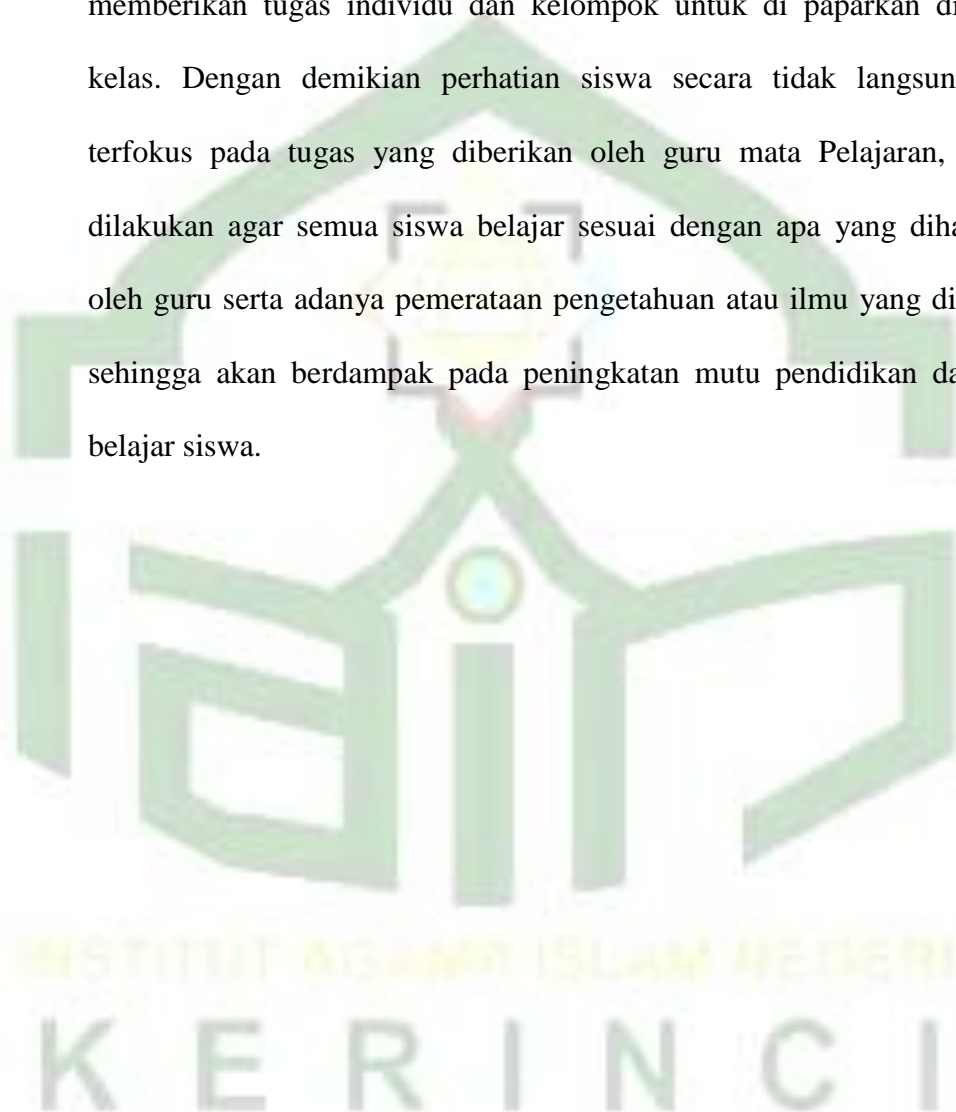 memberikan tugas individu dan kelompok untuk di paparkan di
kelas. Dengan demikian perhatian siswa secara tidak langsun
terfokus pada tugas yang diberikan oleh guru mata Pelajaran,
dilakukan agar semua siswa belajar sesuai dengan apa yang diha
oleh guru serta adanya pemerataan pengetahuan atau ilmu yang di
sehingga akan berdampak pada peningkatan mutu pendidikan da
belajar siswa.
iain
INSTITUT AGAMA ISLAM NEGERI
KERINCI